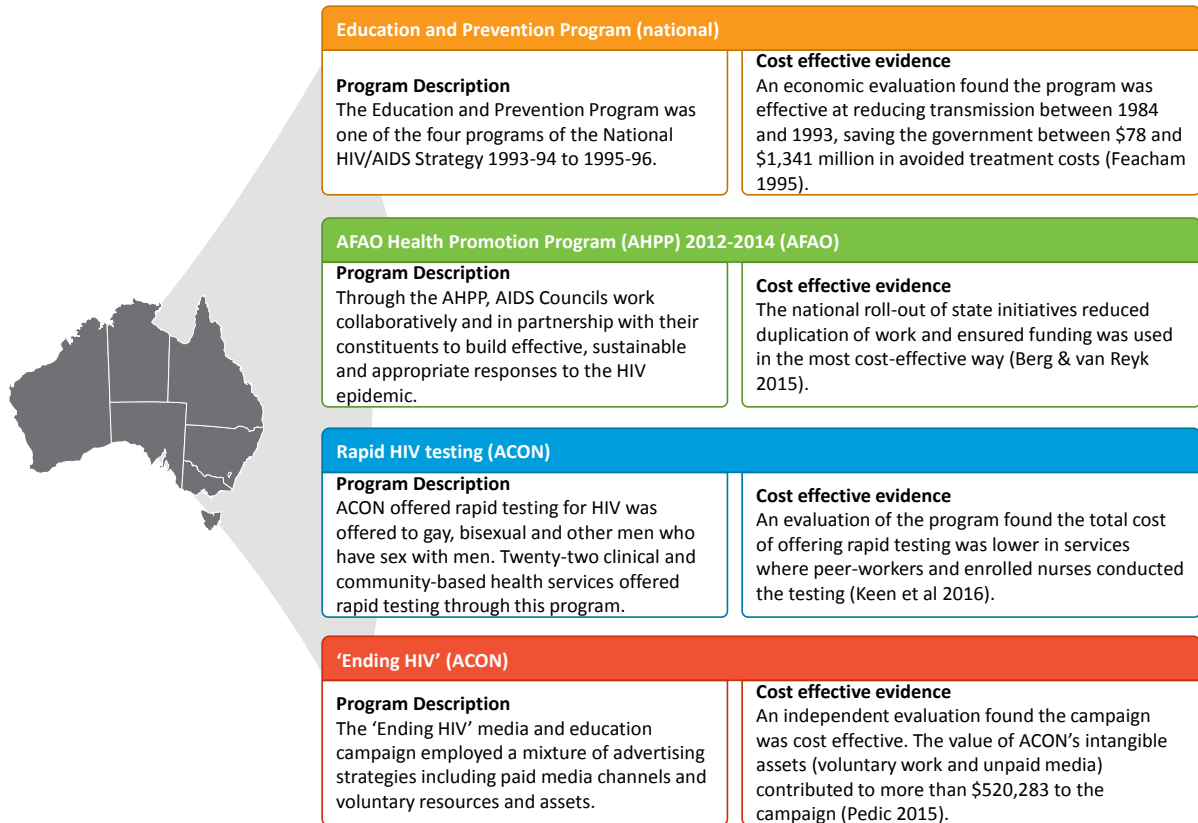 Education and Prevention Program (national)
Program Description
The Education and Prevention Program was
one of the four programs of the National
HIV/AIDS Strategy 1993-94 to 1995-96.
Cost effective evidence
An economic evaluation found the program was
effective at reducing transmission between 1984
and 1993, saving the government between $78 and
$1,341 million in avoided treatment costs (Feacham
1995).
AFAO Health Promotion Program (AHPP) 2012-2014 (AFAO)
Program Description
Through the AHPP, AIDS Councils work
collaboratively and in partnership with their
constituents to build effective, sustainable
and appropriate responses to the HIV
epidemic.
Cost effective evidence
The national roll-out of state initiatives reduced
duplication of work and ensured funding was used
in the most cost-effective way (Berg & van Reyk
2015).
Rapid HIV testing (ACON)
Program Description
ACON offered rapid testing for HIV was
offered to gay, bisexual and other men who
have sex with men. Twenty-two clinical and
community-based health services offered
rapid testing through this program.
Cost effective evidence
An evaluation of the program found the total cost
of offering rapid testing was lower in services
where peer-workers and enrolled nurses conducted
the testing (Keen et al 2016).
‘Ending HIV’ (ACON)
Program Description
The ‘Ending HIV’ media and education
campaign employed a mixture of advertising
strategies including paid media channels and
voluntary resources and assets.
Cost effective evidence
An independent evaluation found the campaign
was cost effective. The value of ACON’s intangible
assets (voluntary work and unpaid media)
contributed to more than $520,283 to the
campaign (Pedic 2015).